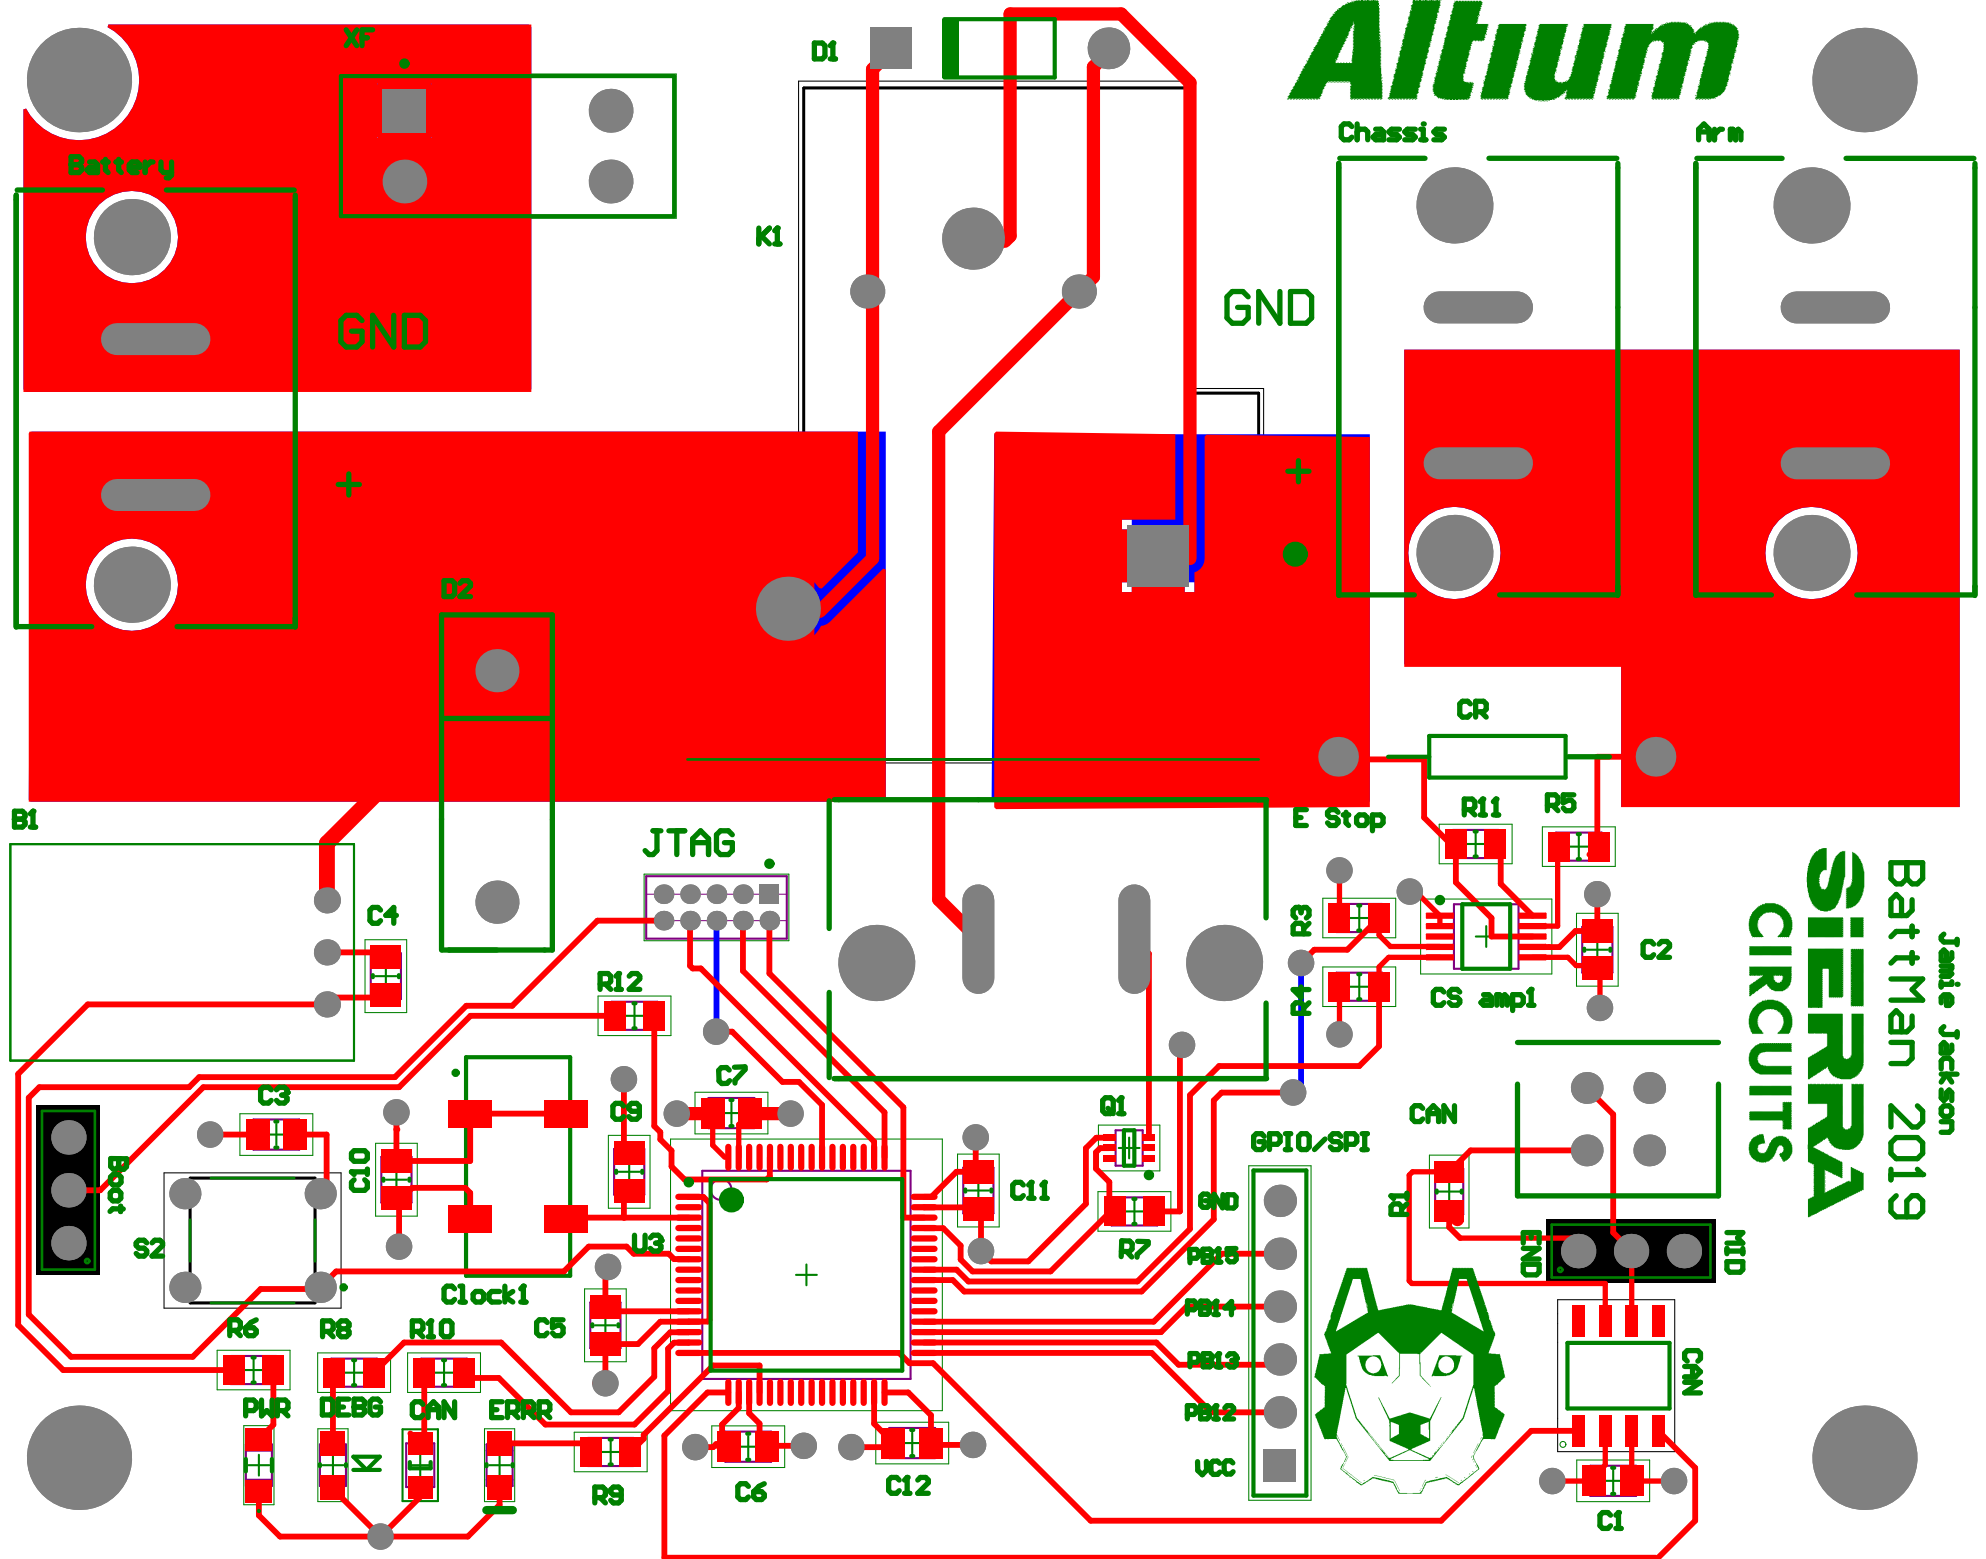 Altium
XF
D1
Chassis
Arm
Battery
K1
GND
GND
+
+
D2
CR
B1
E Stop
R11
R5
JTAG
C4
R3
C2
R12
R4
CS amp1
SiERRA
CIRCUITS
BattMan 2019
Jamie Jackson
C7
C3
C9
Q1
CAN
GPIO/SPI
Boot
C10
C11
R1
GND
S2
U3
R7
PB15
END
MID
Clock1
PB14
R6
R8
R10
C5
PB13
CAN
PWR
DEBG
CAN
ERRR
PB12
VCC
R9
C6
C12
C1